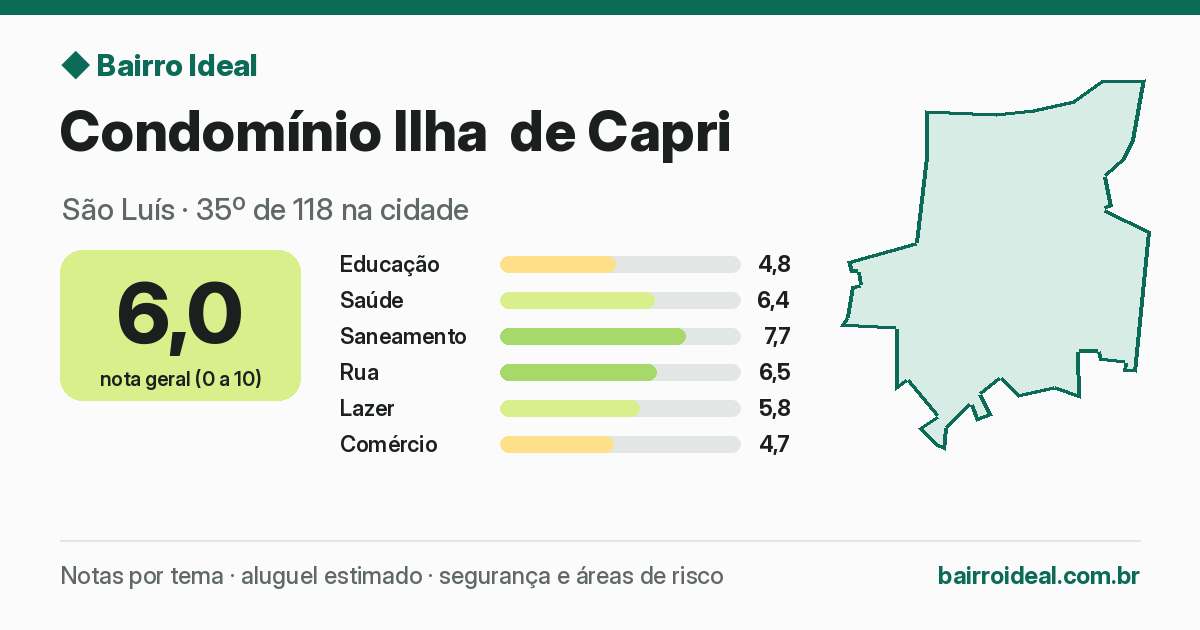 Bairro Ideal
Condomínio Ilha  de Capri
São Luís · 35º de 118 na cidade
6,0
nota geral (0 a 10)
Educação 4,8
Saúde 6,4
Saneamento 7,7
Rua 6,5
Lazer 5,8
Comércio 4,7
Notas por tema · aluguel estimado · segurança e áreas de risco
bairroideal.com.br